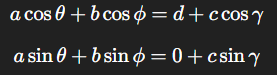 a cos θ + b cos ϕ = d + c cos γ
a sin θ + b sin ϕ = 0 + c sin γ